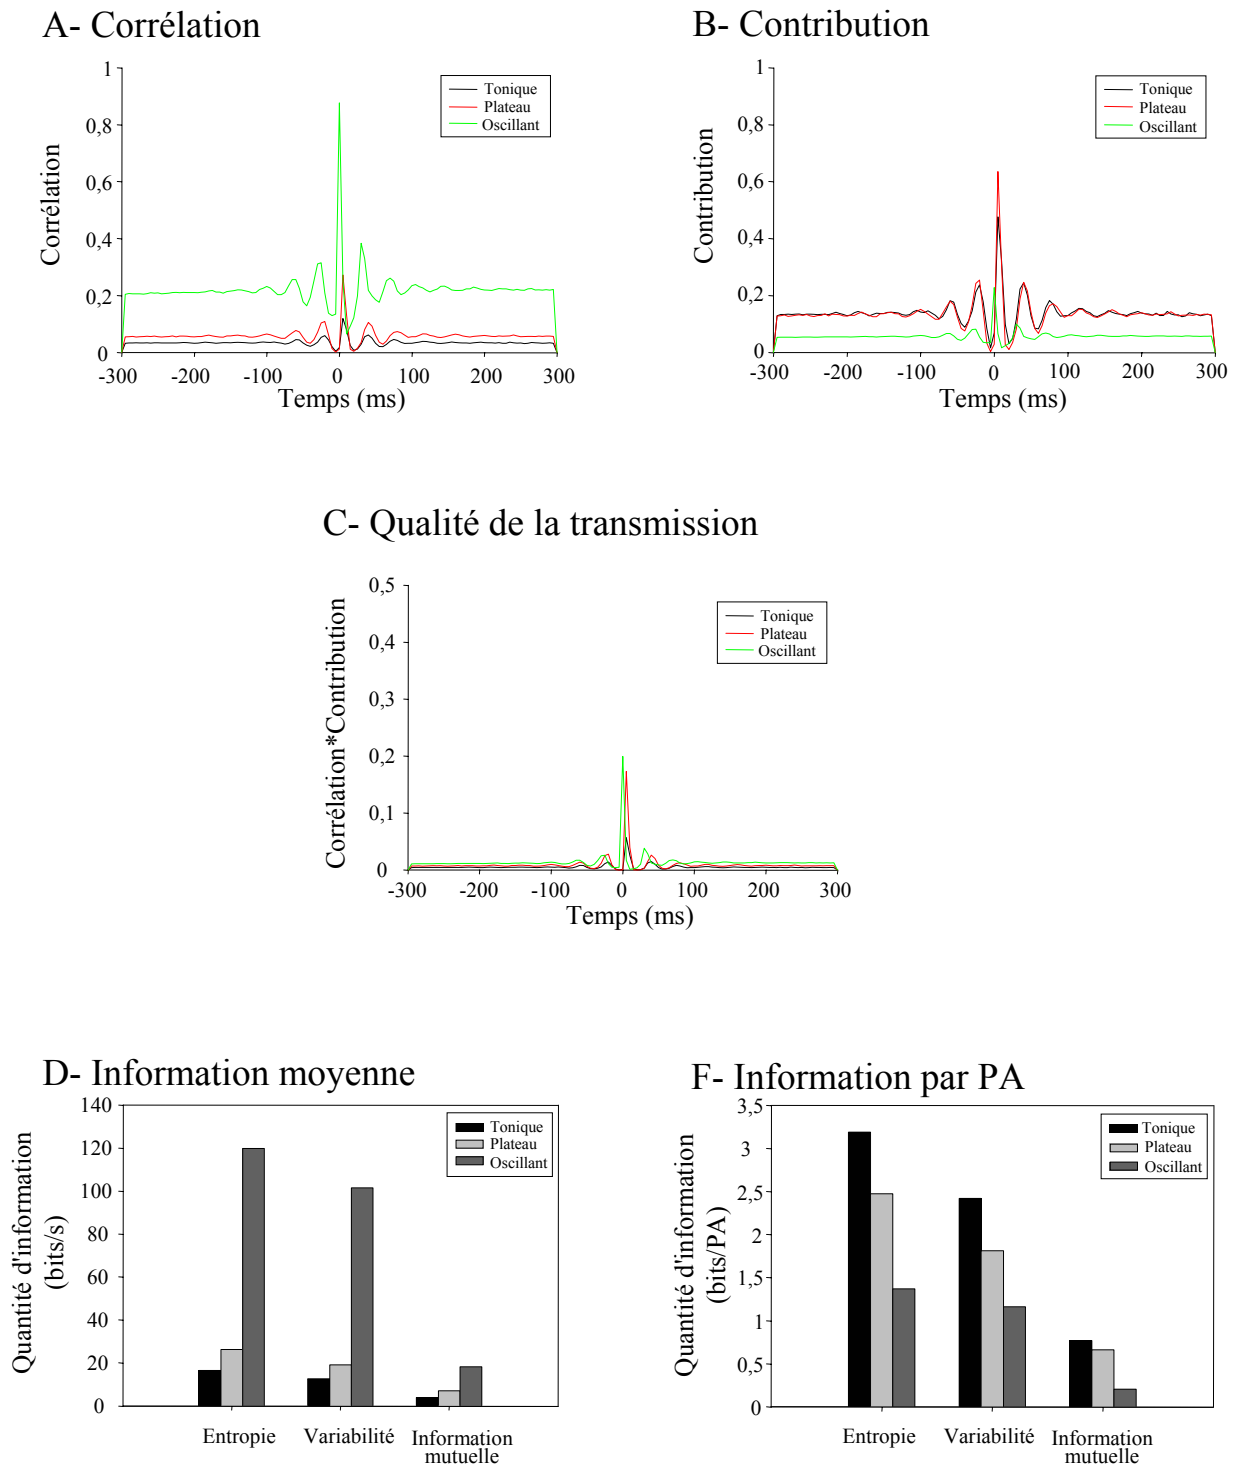 A- Corrélation
Corrélation
1
0,8
0,6
0,4
0,2
0
-300
-200
-100
0
100
200
300
Temps (ms)
Tonique
Plateau
Oscillant
B- Contribution
Contribution
1
0,8
0,6
0,4
0,2
0
-300
-200
-100
0
100
200
300
Temps (ms)
Tonique
Plateau
Oscillant
C- Qualité de la transmission
Corrélation*Contribution
0,5
0,4
0,3
0,2
0,1
0
-300
-200
-100
0
100
200
300
Temps (ms)
Tonique
Plateau
Oscillant
D- Information moyenne
Quantité d'information
(bits/s)
140
120
100
80
60
40
20
0
Tonique
Plateau
Oscillant
Entropie
Variabilité
Information
mutuelle
F- Information par PA
Quantité d'information
(bits/PA)
3,5
3
2,5
2
1,5
1
0,5
0
Tonique
Plateau
Oscillant
Entropie
Variabilité
Information
mutuelle